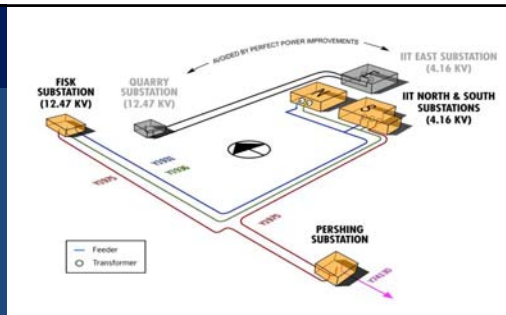 AVOIDED BY PERFECT POWER IMPROVEMENTS
IIT EAST SUBSTATION
(4.16 KV)
FISK
SUBSTATION
(12.47 KV)
QUARRY
SUBSTATION
(12.47 KV)
N
IIT NORTH & SOUTH
SUBSTATIONS
(4.16 KV)
S
PERSHING
SUBSTATION
Feeder
Transformer